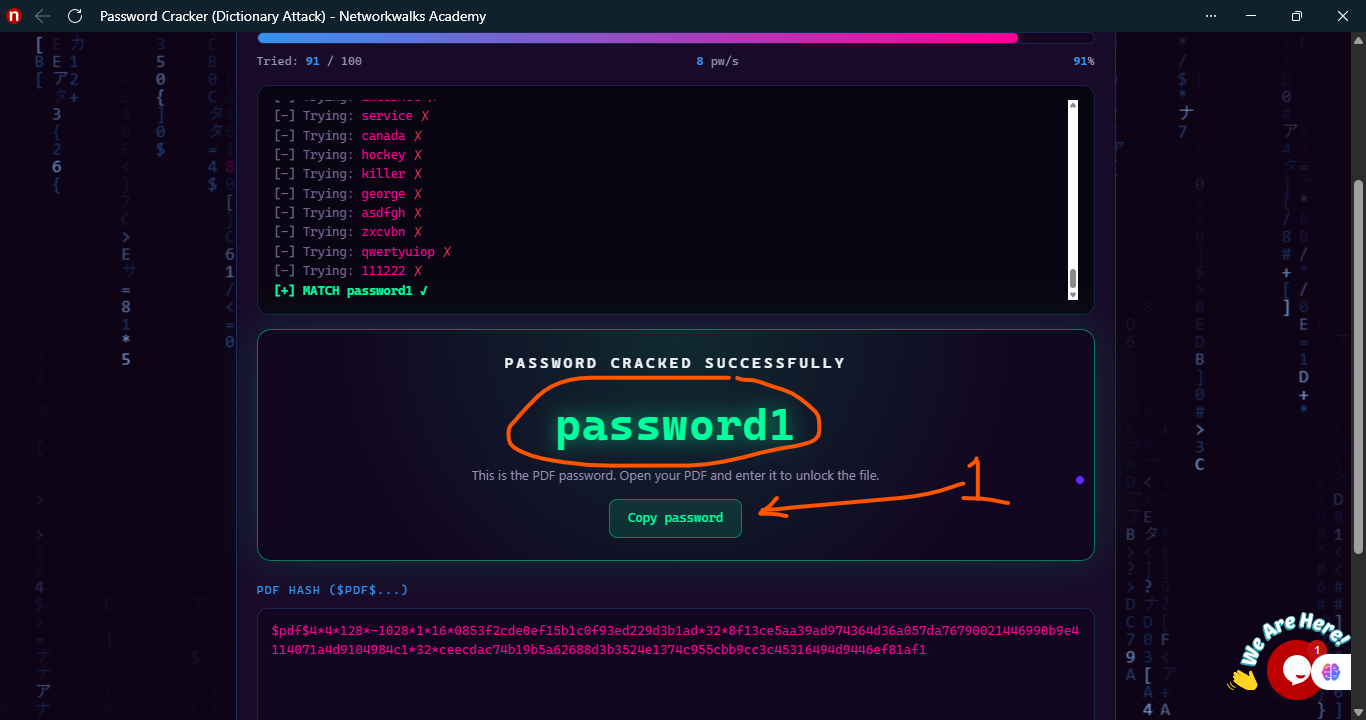 Password Cracker (Dictionary Attack) - Networkwalks Academy
Tried: 91 / 100
8 pw/s
91%
[-] Trying: service ✗
[-] Trying: canada ✗
[-] Trying: hockey ✗
[-] Trying: killer ✗
[-] Trying: george ✗
[-] Trying: asdfgh ✗
[-] Trying: zxcvbn ✗
[-] Trying: qwertyuiop ✗
[-] Trying: 111222 ✗
[+] MATCH password1 ✓
PASSWORD CRACKED SUCCESSFULLY
password1
This is the PDF password. Open your PDF and enter it to unlock the file.
1
Copy password
PDF HASH ($PDF$...)
$pdf$4*4*128*-1028*1*16*0853f2cde0ef15b1c0f93ed229d3b1ad*32*8f13ce5aa39ad974364d36a057da76790021446990b9e4
114071a4d9104984c1*32*ceecdac74b19b5a62688d3b3524e1374c955cbb9cc3c45316494d9446ef81af1
We Are Here!
1